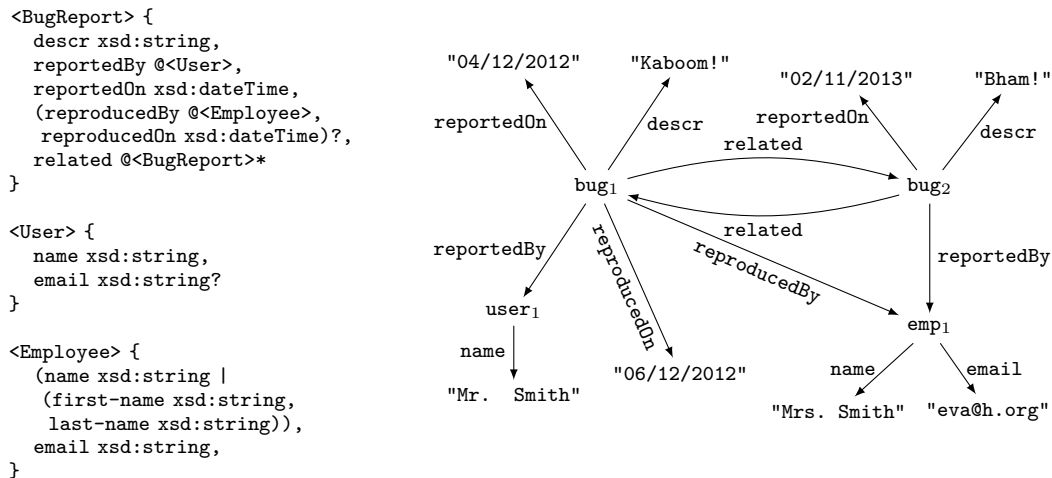 <BugReport> {
descr xsd:string,
reportedBy @<User>,
reportedOn xsd:dateTime,
(reproducedBy @<Employee>,
reproducedOn xsd:dateTime)?,
related @<BugReport>*
}
<User> {
name xsd:string,
email xsd:string?
}
<Employee> {
(name xsd:string |
(first-name xsd:string,
last-name xsd:string)),
email xsd:string,
}
"04/12/2012"
"Kaboom!"
"02/11/2013"
"Bham!"
reportedOn
descr
reportedOn
descr
related
bug₁
bug₂
related
reportedBy
reproducedOn
reproducedBy
reportedBy
user₁
emp₁
name
name
email
"06/12/2012"
"Mr. Smith"
"Mrs. Smith"
"eva@h.org"